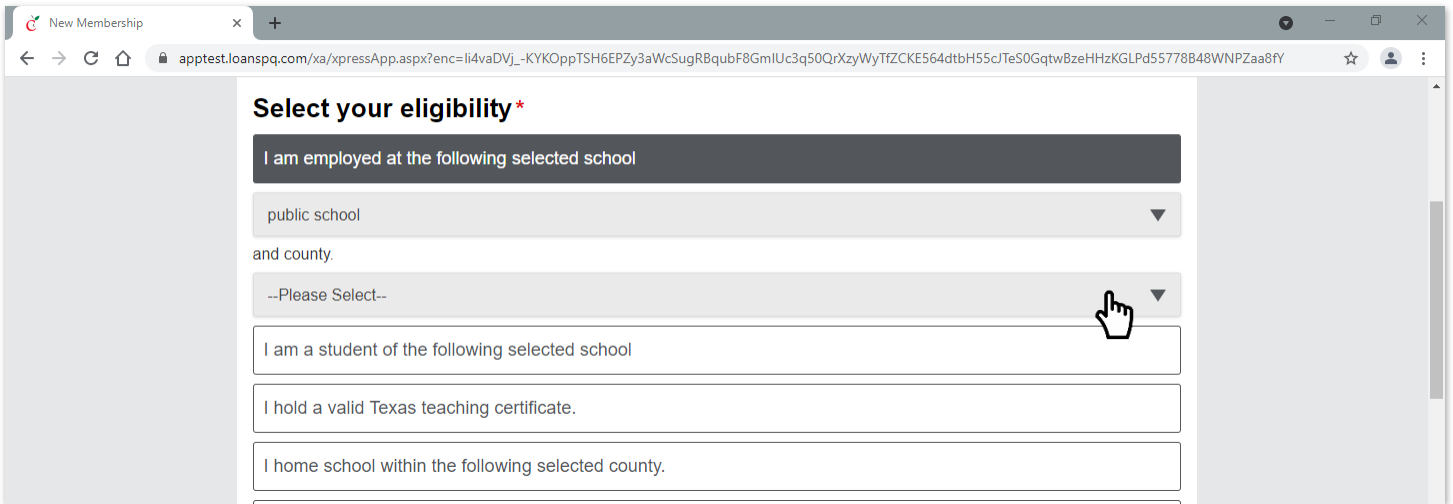 New Membership
apptest.loanspq.com/xa/xpressApp.aspx?enc=Ii4vaDVj_-KYKOppTSH6EPZy3aWcSugRBqubF8GmIUc3q50QrXzyWyTfZCKE564dtbH55cJTeS0GqtwBzeHHzKGLPd55778B48WNPZaa8fY
Select your eligibility*
I am employed at the following selected school
public school
and county.
--Please Select--
I am a student of the following selected school
I hold a valid Texas teaching certificate.
I home school within the following selected county.